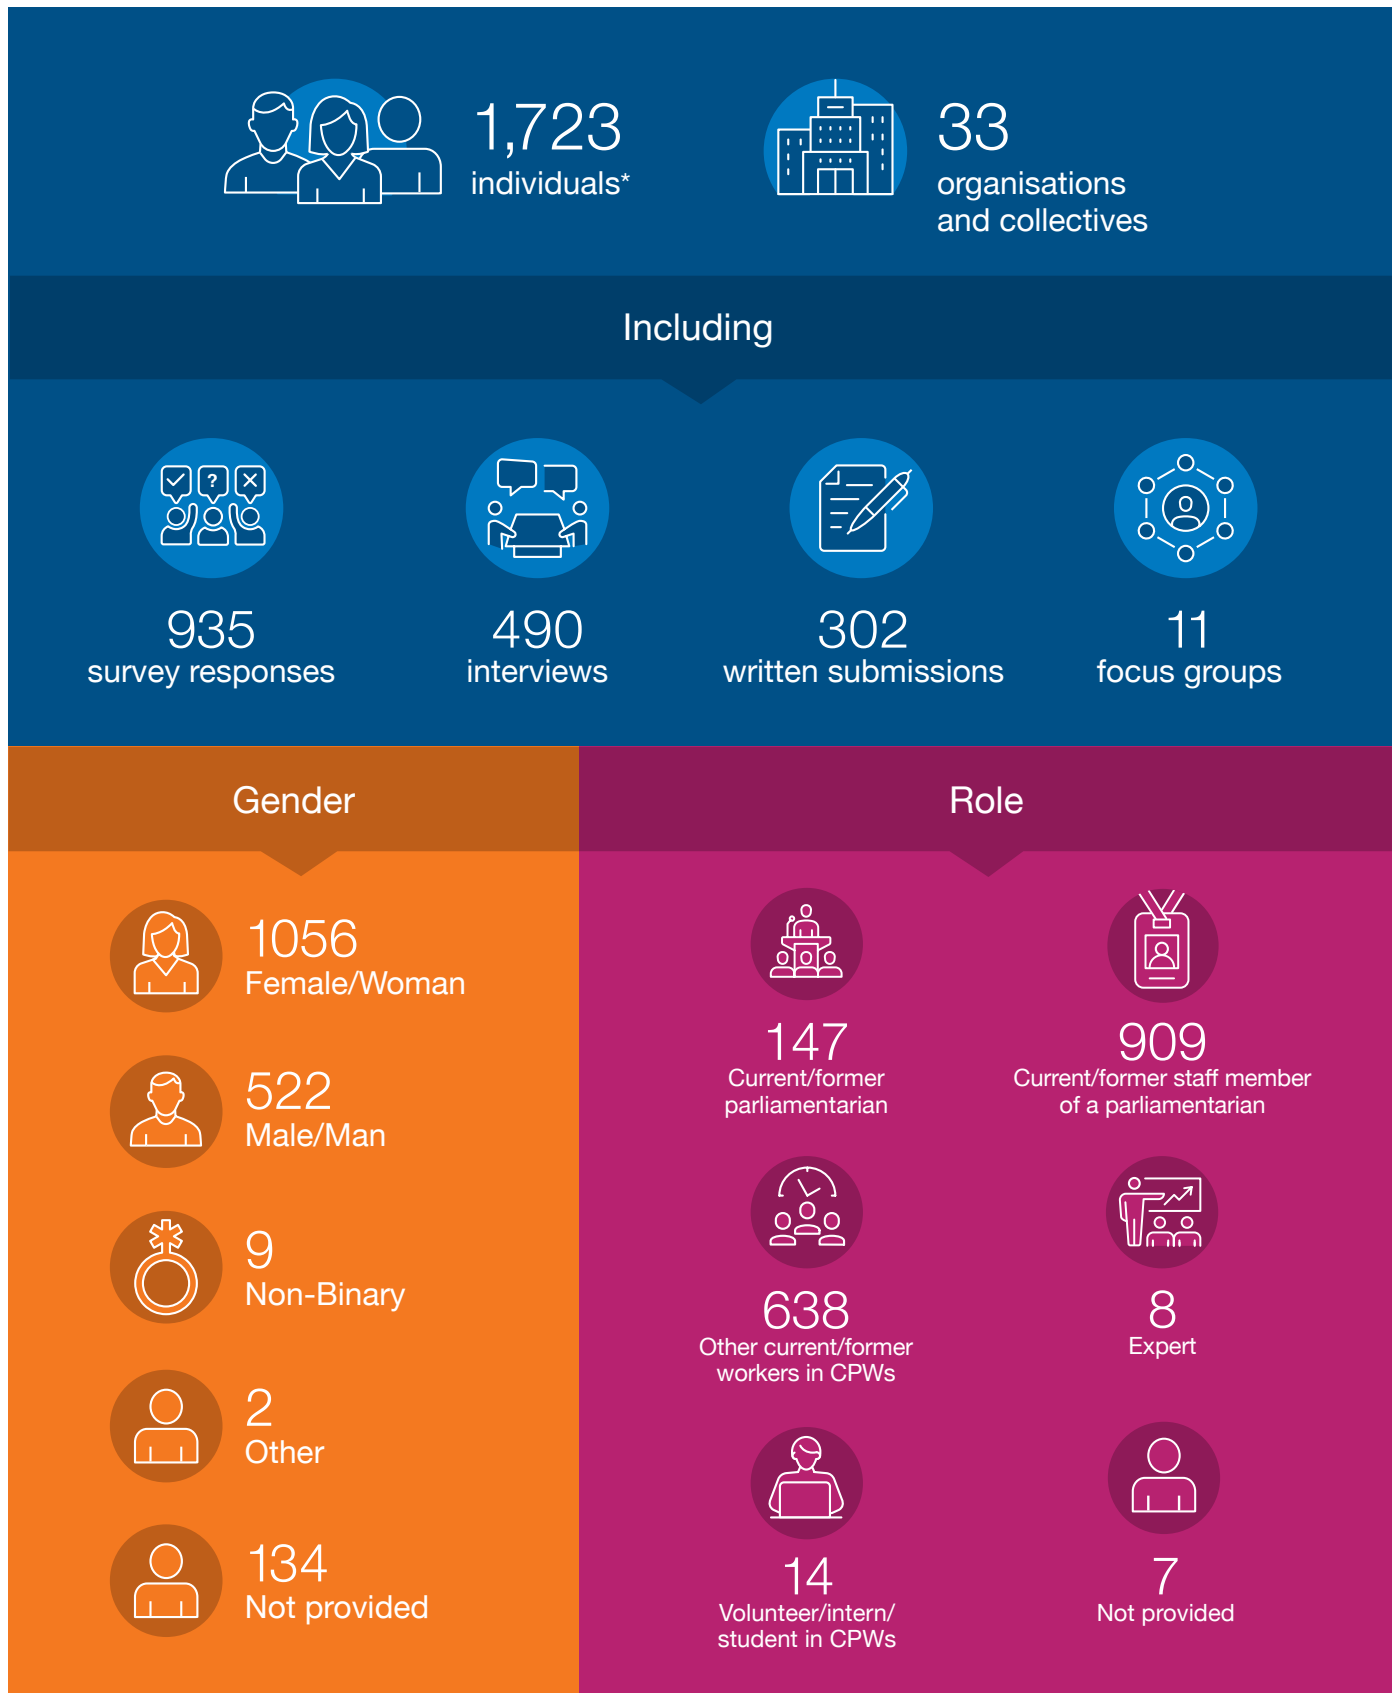 1,723
individuals*
33
organisations
and collectives
Including
?
935
survey responses
490
interviews
302
written submissions
11
focus groups
Gender
1056
Female/Woman
522
Male/Man
9
Non-Binary
2
Other
134
Not provided
Role
147
Current/former
parliamentarian
909
Current/former staff member
of a parliamentarian
638
Other current/former
workers in CPWs
8
Expert
14
Volunteer/intern/
student in CPWs
7
Not provided